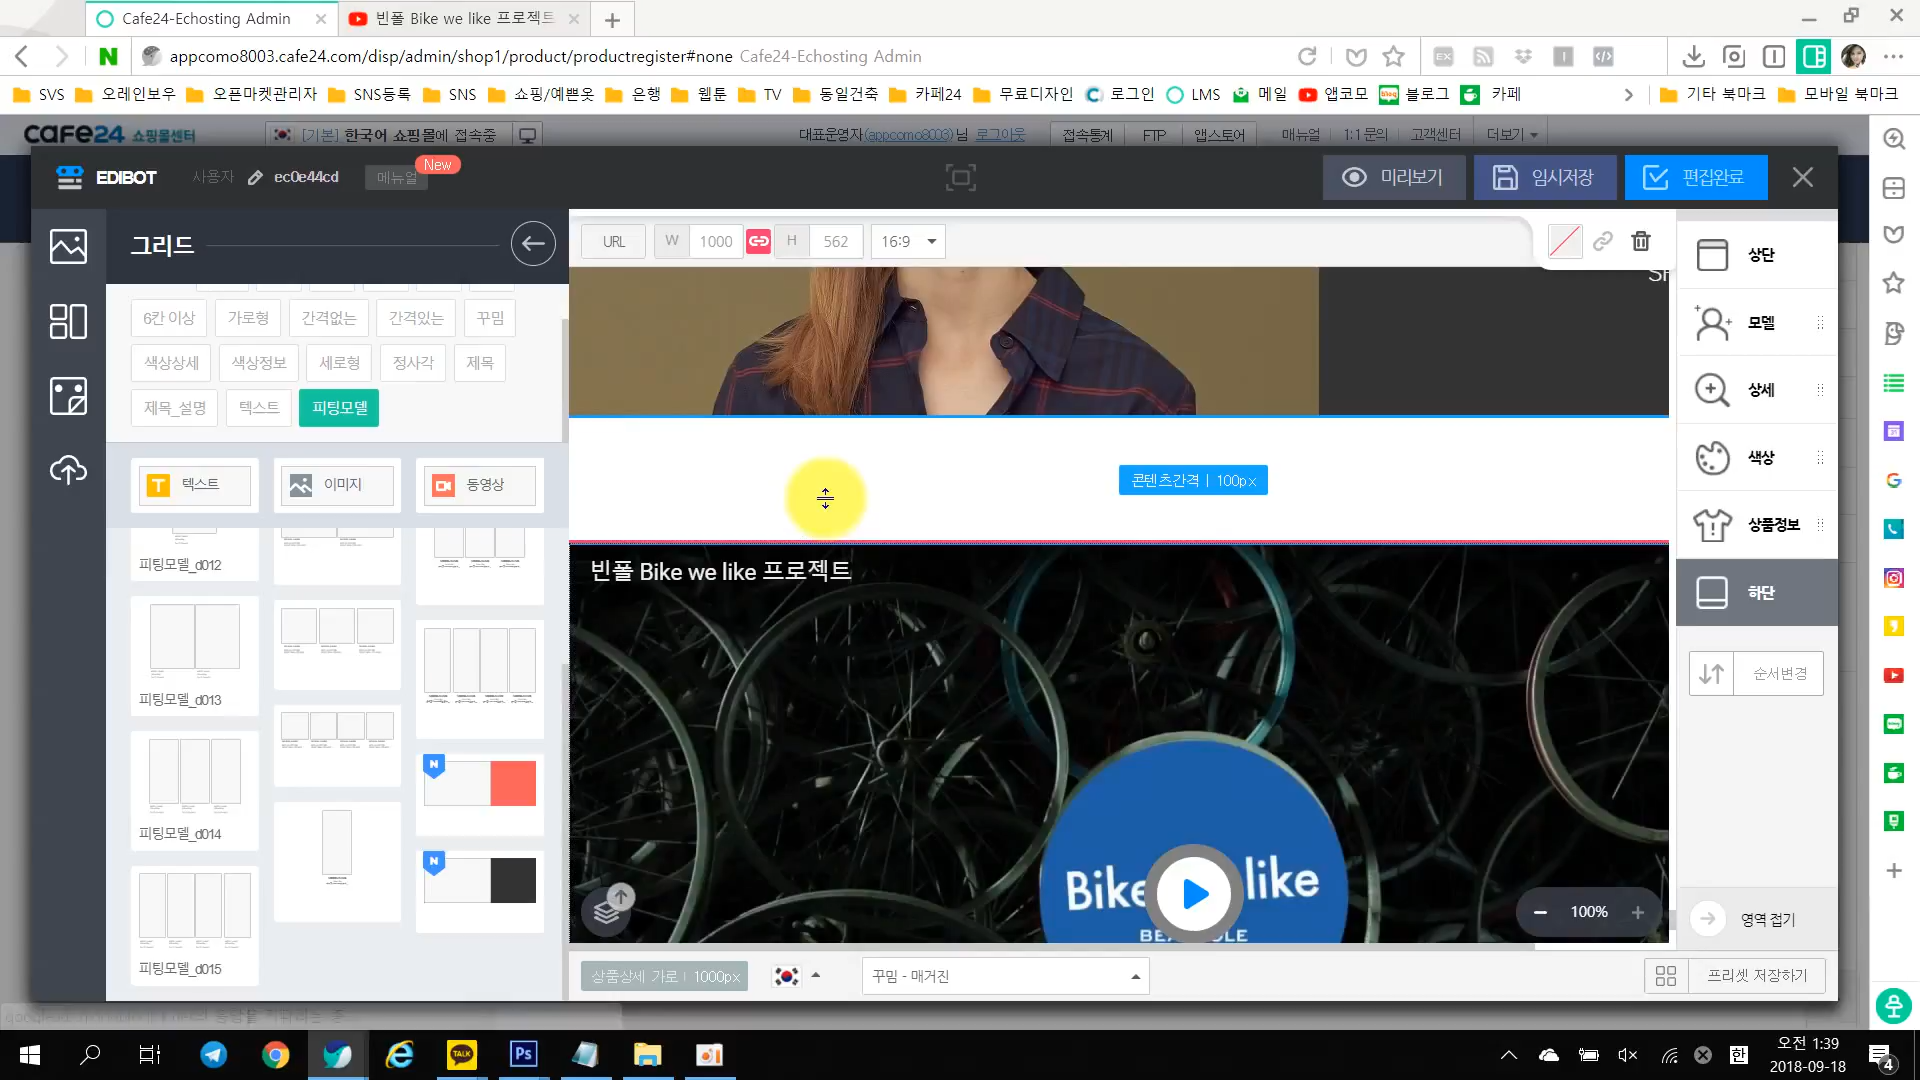 Cafe24-Echosting Admin
빈폴 Bike we like 프로젝트
appcomo8003.cafe24.com/disp/admin/shop1/product/productregister#none Cafe24-Echosting Admin
SVS 오레인보우 오픈마켓관리자 SNS등록 SNS 쇼핑/예쁜옷 은행 웹툰 TV 동일건축 카페24 무료디자인 로그인 LMS 메일 앱코모 블로그 카페 기타 북마크 모바일 북마크
cafe24 쇼핑몰센터 [기본] 한국어 쇼핑몰에 접속중 대표운영자(appcomo8003)님 로그아웃 접속통계 FTP 앱스토어 매뉴얼 1:1 문의 고객센터 더보기
EDIBOT 사용자 ec0e44cd 매뉴얼 New 미리보기 임시저장 편집완료
그리드
URL W 1000 H 562 16:9
6칸 이상 가로형 간격없는 간격있는 꾸밈
색상상세 색상정보 세로형 정사각 제목
제목_설명 텍스트 피팅모델
텍스트 이미지 동영상
피팅모델_d012
피팅모델_d013
피팅모델_d014
피팅모델_d015
N
N
콘텐츠간격 | 100px
빈폴 Bike we like 프로젝트
Bike like
상단
모델
상세
색상
상품정보
하단
순서변경
100%
영역 접기
상품상세 가로 | 1000px
꾸밈 - 매거진
프리셋 저장하기
TALK
Ps
한
오전 1:39
2018-09-18
4